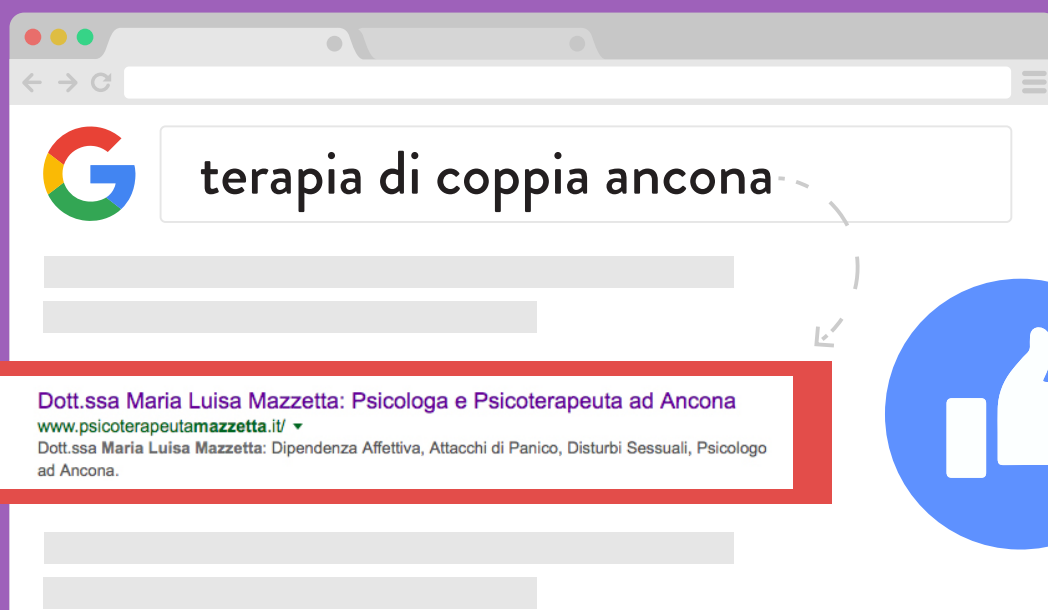 terapia di coppia ancona
Dott.ssa Maria Luisa Mazzetta: Psicologa e Psicoterapeuta ad Ancona
www.psicoterapeutamazzetta.it/
Dott.ssa Maria Luisa Mazzetta: Dipendenza Affettiva, Attacchi di Panico, Disturbi Sessuali, Psicologo
ad Ancona.